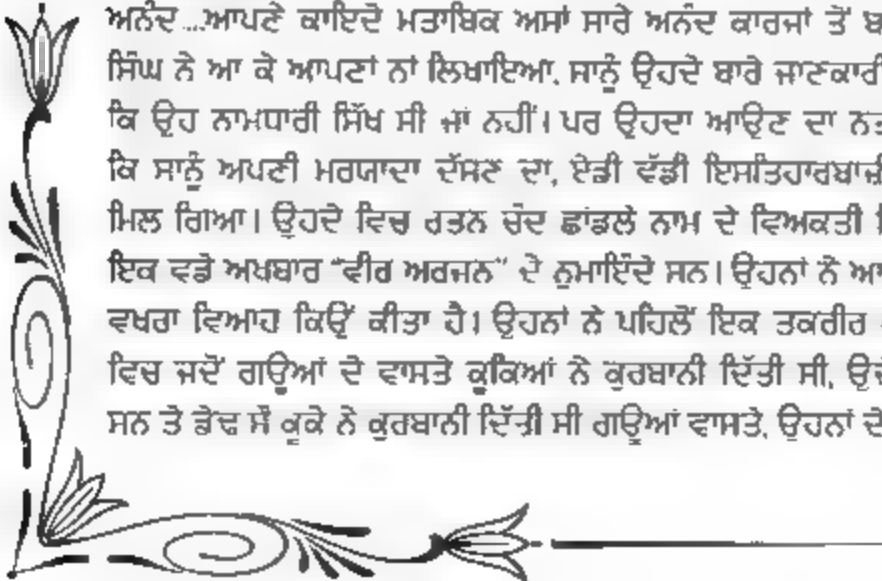 ਅਨੰਦ ...ਆਪਣੇ ਕਾਇਦੇ ਮਤਾਬਿਕ ਅਸਾਂ ਸਾਰੇ ਅਨੰਦ ਕਾਰਜਾਂ ਤੋਂ
ਸਿੰਘ ਨੇ ਆ ਕੇ ਆਪਣਾਂ ਨਾਂ ਲਿਖਾਇਆ. ਸਾਨੂੰ ਉਹਦੇ ਬਾਰੇ ਜਾਣਕਾਰੀ
ਕਿ ਉਹ ਨਾਮਧਾਰੀ ਸਿੱਖ ਸੀ ਜਾਂ ਨਹੀਂ। ਪਰ ਉਹਦਾ ਆਉਣ ਦਾ
ਕਿ ਸਾਨੂੰ ਅਪਣੀ ਮਰਯਾਦਾ ਦੱਸਣ ਦਾ, ਏਡੀ ਵੱਡੀ ਇਸਤਿਹਾਰਬਾਜ਼ੀ
ਮਿਲ ਗਿਆ। ਉਹਦੇ ਵਿਚ ਰਤਨ ਚੰਦ ਛਾਂਡਲੇ ਨਾਮ ਦੇ ਵਿਅਕਤੀ
ਇਕ ਵਡੇ ਅਖਬਾਰ "ਵੀਰ ਅਰਜਨ" ਦੇ ਨੁਮਾਇੰਦੇ ਸਨ। ਉਹਨਾਂ ਨੇ
ਵਖਰਾ ਵਿਆਹ ਕਿਉਂ ਕੀਤਾ ਹੈ। ਉਹਨਾਂ ਨੇ ਪਹਿਲੋਂ ਇਕ ਤਕਰੀਰ
ਵਿਚ ਜਦੋਂ ਗਊਆਂ ਦੇ ਵਾਸਤੇ ਕੂਕਿਆਂ ਨੇ ਕੁਰਬਾਨੀ ਦਿੱਤੀ ਸੀ,
ਸਨ ਤੇ ਡੇਢ ਸੌ ਕੂਕੇ ਨੇ ਕੁਰਬਾਨੀ ਦਿੱਤੀ ਸੀ ਗਊਆਂ ਵਾਸਤੇ, ਉਹਨਾਂ ਦੇ